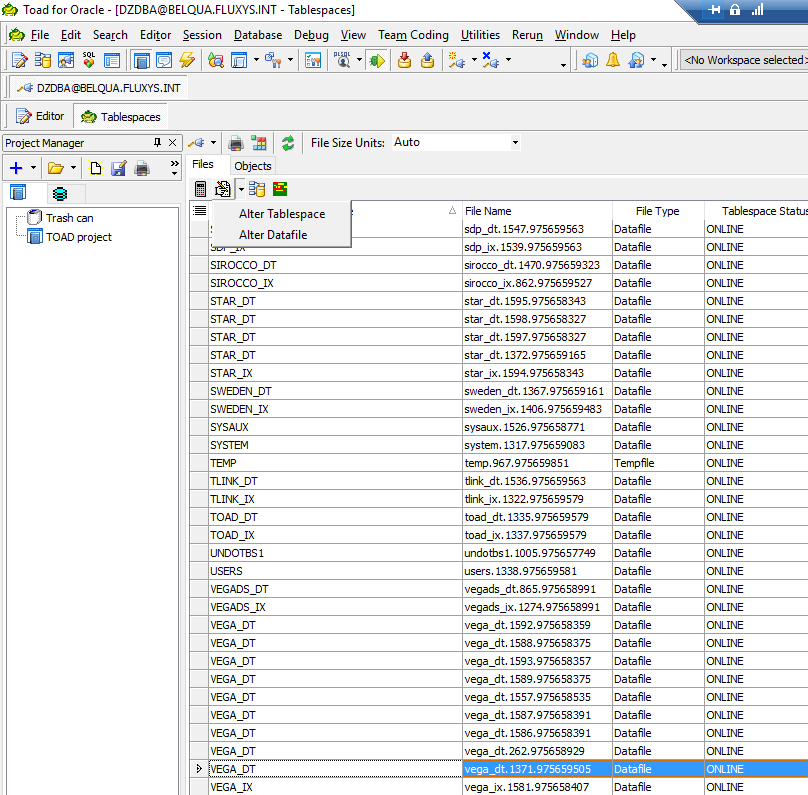 Toad for Oracle - [DZDBA@BELQUA.FLUXYS.INT - Tablespaces]
File Edit Search Editor Session Database Debug View Team Coding Utilities Rerun Window Help
SQL
PLSQL
<No Workspace selected>
DZDBA@BELQUA.FLUXYS.INT
Editor Tablespaces
Project Manager
File Size Units: Auto
Files Objects
Trash can
TOAD project
Alter Tablespace
Alter Datafile
File Name File Type Tablespace Status
sdp_dt.1547.975659563 Datafile ONLINE
SDP_IX sdp_ix.1539.975659563 Datafile ONLINE
SIROCCO_DT sirocco_dt.1470.975659323 Datafile ONLINE
SIROCCO_IX sirocco_ix.862.975659527 Datafile ONLINE
STAR_DT star_dt.1595.975658343 Datafile ONLINE
STAR_DT star_dt.1598.975658327 Datafile ONLINE
STAR_DT star_dt.1597.975658327 Datafile ONLINE
STAR_DT star_dt.1372.975659165 Datafile ONLINE
STAR_IX star_ix.1594.975658343 Datafile ONLINE
SWEDEN_DT sweden_dt.1367.975659161 Datafile ONLINE
SWEDEN_IX sweden_ix.1406.975659483 Datafile ONLINE
SYSAUX sysaux.1526.975658771 Datafile ONLINE
SYSTEM system.1317.975659083 Datafile ONLINE
TEMP temp.967.975659851 Tempfile ONLINE
TLINK_DT tlink_dt.1536.975659563 Datafile ONLINE
TLINK_IX tlink_ix.1322.975659579 Datafile ONLINE
TOAD_DT toad_dt.1335.975659579 Datafile ONLINE
TOAD_IX toad_ix.1337.975659579 Datafile ONLINE
UNDOTBS1 undotbs1.1005.975657749 Datafile ONLINE
USERS users.1338.975659581 Datafile ONLINE
VEGADS_DT vegads_dt.865.975658991 Datafile ONLINE
VEGADS_IX vegads_ix.1274.975658991 Datafile ONLINE
VEGA_DT vega_dt.1592.975658359 Datafile ONLINE
VEGA_DT vega_dt.1588.975658375 Datafile ONLINE
VEGA_DT vega_dt.1593.975658357 Datafile ONLINE
VEGA_DT vega_dt.1589.975658375 Datafile ONLINE
VEGA_DT vega_dt.1557.975658535 Datafile ONLINE
VEGA_DT vega_dt.1587.975658391 Datafile ONLINE
VEGA_DT vega_dt.1586.975658391 Datafile ONLINE
VEGA_DT vega_dt.262.975658929 Datafile ONLINE
VEGA_DT vega_dt.1371.975659505 Datafile ONLINE
VEGA_IX vega_ix.1581.975658407 Datafile ONLINE